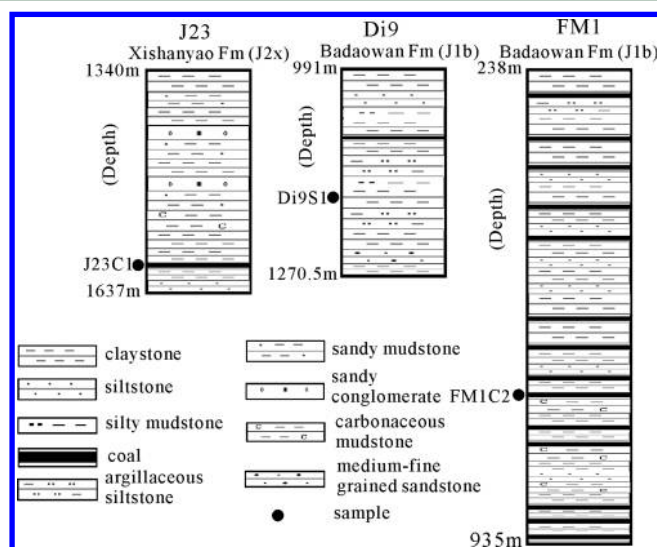 J23
Xishanyao Fm (J2x)
1340m
(Depth)
J23C1
1637m
Di9
Badaowan Fm (J1b)
991m
(Depth)
Di9S1
1270.5m
FM1
Badaowan Fm (J1b)
238m
(Depth)
FM1C2
935m
claystone
siltstone
silty mudstone
coal
argillaceous
siltstone
sandy mudstone
sandy
conglomerate
carbonaceous
mudstone
medium-fine
grained sandstone
sample